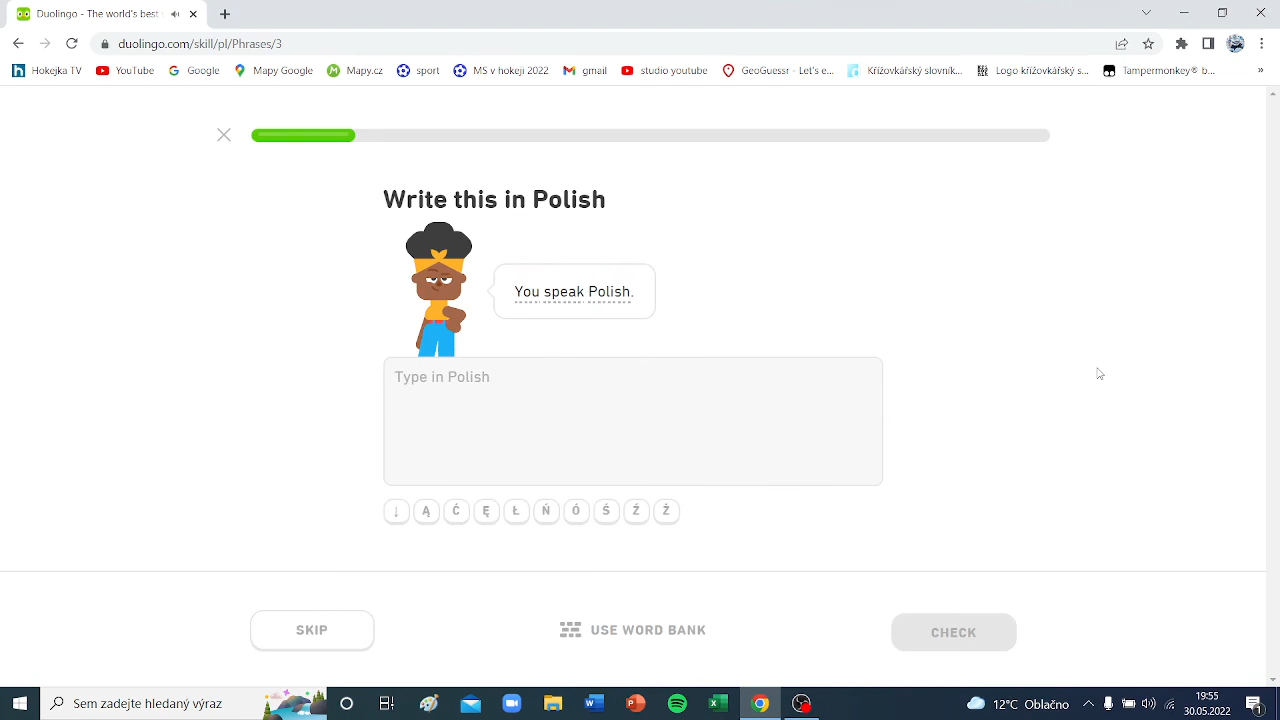 Duolingo - The world's best
duolingo.com/skill/pl/Phrases/3
Hokejka TV YouTube Google Mapy Google Mapy.cz sport MS v hokeji 2022 gmail studio youtube GeoGuessr - Let's e... Křížovkářský slovník... Logo křížovkářský s... Tampermonkey® b... »
Write this in Polish
You speak Polish.
Type in Polish
↓ Ą Ć Ę Ł Ń Ó Ś Ź Ż
SKIP USE WORD BANK CHECK
Sem zadejte hledaný výraz 12°C Oblačno 19:55
30.05.2022